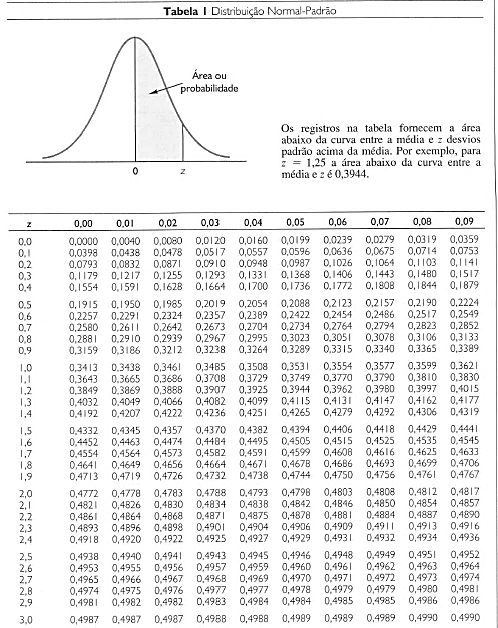 Tabela I Distribuição Normal-Padrão
Área ou
probabilidade
0 z
Os registros na tabela fornecem a área
abaixo da curva entre a média e z desvios
padrão acima da média. Por exemplo, para
z = 1,25 a área abaixo da curva entre a
média e z é 0,3944.
z 0,00 0,01 0,02 0,03 0,04 0,05 0,06 0,07 0,08 0,09
0,0 0,0000 0,0040 0,0080 0,0120 0,0160 0,0199 0,0239 0,0279 0,0319 0,0359
0,1 0,0398 0,0438 0,0478 0,0517 0,0557 0,0596 0,0636 0,0675 0,0714 0,0753
0,2 0,0793 0,0832 0,0871 0,0910 0,0948 0,0987 0,1026 0,1064 0,1103 0,1141
0,3 0,1179 0,1217 0,1255 0,1293 0,1331 0,1368 0,1406 0,1443 0,1480 0,1517
0,4 0,1554 0,1591 0,1628 0,1664 0,1700 0,1736 0,1772 0,1808 0,1844 0,1879
0,5 0,1915 0,1950 0,1985 0,2019 0,2054 0,2088 0,2123 0,2157 0,2190 0,2224
0,6 0,2257 0,2291 0,2324 0,2357 0,2389 0,2422 0,2454 0,2486 0,2517 0,2549
0,7 0,2580 0,2611 0,2642 0,2673 0,2704 0,2734 0,2764 0,2794 0,2823 0,2852
0,8 0,2881 0,2910 0,2939 0,2967 0,2995 0,3023 0,3051 0,3078 0,3106 0,3133
0,9 0,3159 0,3186 0,3212 0,3238 0,3264 0,3289 0,3315 0,3340 0,3365 0,3389
1,0 0,3413 0,3438 0,3461 0,3485 0,3508 0,3531 0,3554 0,3577 0,3599 0,3621
1,1 0,3643 0,3665 0,3686 0,3708 0,3729 0,3749 0,3770 0,3790 0,3810 0,3830
1,2 0,3849 0,3869 0,3888 0,3907 0,3925 0,3944 0,3962 0,3980 0,3997 0,4015
1,3 0,4032 0,4049 0,4066 0,4082 0,4099 0,4115 0,4131 0,4147 0,4162 0,4177
1,4 0,4192 0,4207 0,4222 0,4236 0,4251 0,4265 0,4279 0,4292 0,4306 0,4319
1,5 0,4332 0,4345 0,4357 0,4370 0,4382 0,4394 0,4406 0,4418 0,4429 0,4441
1,6 0,4452 0,4463 0,4474 0,4484 0,4495 0,4505 0,4515 0,4525 0,4535 0,4545
1,7 0,4554 0,4564 0,4573 0,4582 0,4591 0,4599 0,4608 0,4616 0,4625 0,4633
1,8 0,4641 0,4649 0,4656 0,4664 0,4671 0,4678 0,4686 0,4693 0,4699 0,4706
1,9 0,4713 0,4719 0,4726 0,4732 0,4738 0,4744 0,4750 0,4756 0,4761 0,4767
2,0 0,4772 0,4778 0,4783 0,4788 0,4793 0,4798 0,4803 0,4808 0,4812 0,4817
2,1 0,4821 0,4826 0,4830 0,4834 0,4838 0,4842 0,4846 0,4850 0,4854 0,4857
2,2 0,4861 0,4864 0,4868 0,4871 0,4875 0,4878 0,4881 0,4884 0,4887 0,4890
2,3 0,4893 0,4896 0,4898 0,4901 0,4904 0,4906 0,4909 0,4911 0,4913 0,4916
2,4 0,4918 0,4920 0,4922 0,4925 0,4927 0,4929 0,4931 0,4932 0,4934 0,4936
2,5 0,4938 0,4940 0,4941 0,4943 0,4945 0,4946 0,4948 0,4949 0,4951 0,4952
2,6 0,4953 0,4955 0,4956 0,4957 0,4959 0,4960 0,4961 0,4962 0,4963 0,4964
2,7 0,4965 0,4966 0,4967 0,4968 0,4969 0,4970 0,4971 0,4972 0,4973 0,4974
2,8 0,4974 0,4975 0,4976 0,4977 0,4977 0,4978 0,4979 0,4979 0,4980 0,4981
2,9 0,4981 0,4982 0,4982 0,4983 0,4984 0,4984 0,4985 0,4985 0,4986 0,4986
3,0 0,4987 0,4987 0,4987 0,4988 0,4988 0,4989 0,4989 0,4989 0,4990 0,4990